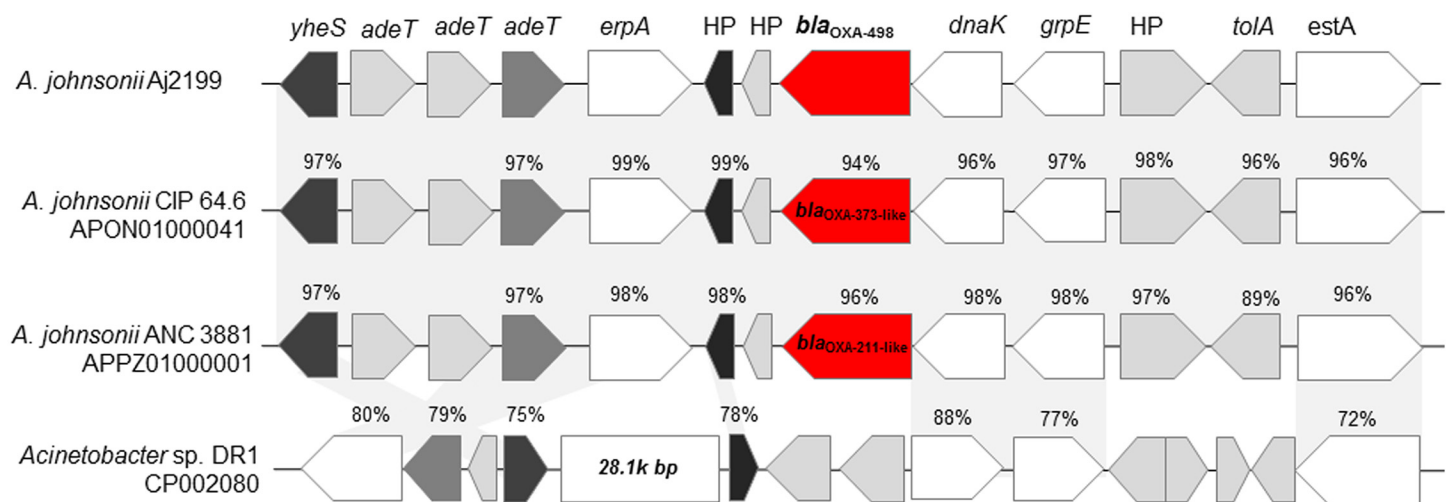 yheS adeT adeT adeT erpA HP HP blaOXA-498 dnaK grpE HP tolA estA
A. johnsonii Aj2199
97% 97% 99% 99% 94% 96% 97% 98% 96% 96%
A. johnsonii CIP 64.6
APON01000041
blaOXA-373-like
97% 97% 98% 98% 96% 98% 98% 97% 89% 96%
A. johnsonii ANC 3881
APPZ01000001
blaOXA-211-like
80% 79% 75% 78% 88% 77% 72%
Acinetobacter sp. DR1
CP002080
28.1k bp